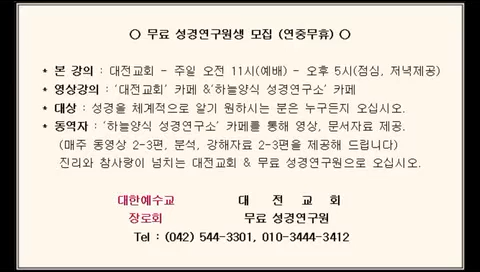 ○ 무료 성경연구원생 모집 (연중무휴) ○
* 본 강의 : 대전교회 - 주일 오전 11시(예배) - 오후 5시(점심, 저녁제공)
* 영상강의 : '대전교회' 카페 &'하늘양식 성경연구소' 카페
* 대상 : 성경을 체계적으로 알기 원하시는 분은 누구든지 오십시오.
* 동역자 : '하늘양식 성경연구소' 카페를 통해 영상, 문서자료 제공.
(매주 동영상 2-3편, 분석, 강해자료 2-3편을 제공해 드립니다)
진리와 참사랑이 넘치는 대전교회 & 무료 성경연구원으로 오십시오.
대한예수교 대 전 교 회
장로회 무료 성경연구원
Tel : (042) 544-3301, 010-3444-3412